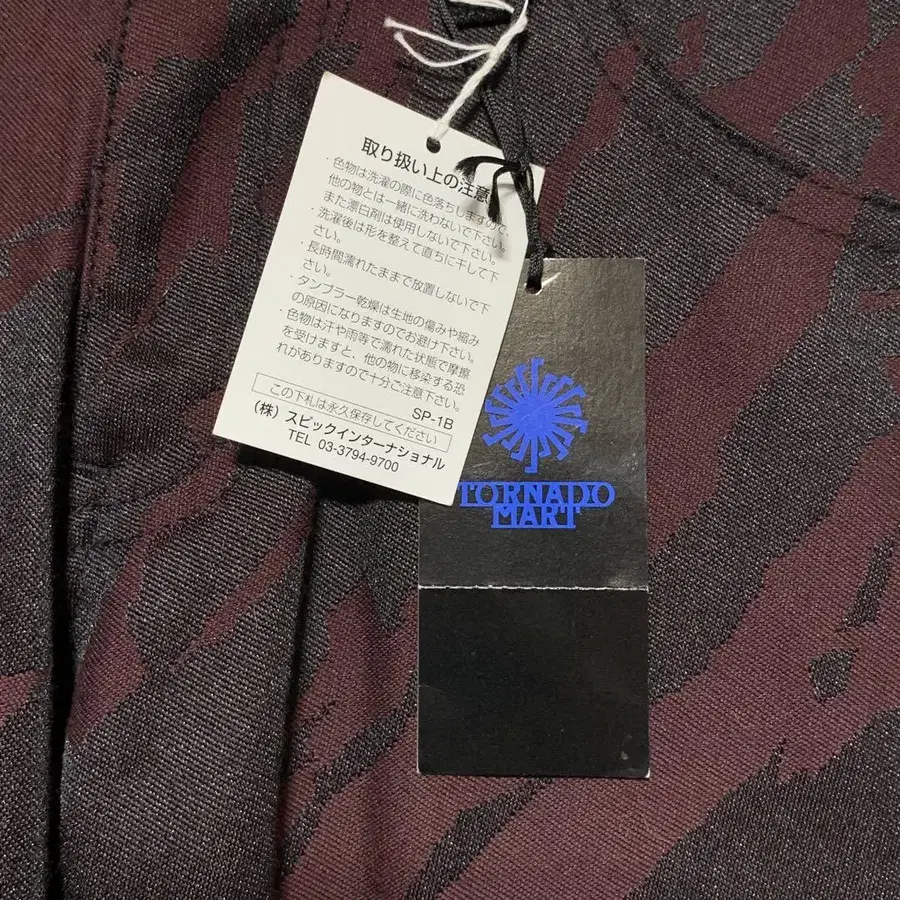 取り扱い上の注意
・色物は洗濯の際に色落ちしますので、
他の物とは一緒に洗わないで下さい。
また漂白剤は使用しないで下さい。
・洗濯後は形を整えて直ちに干して下
さい。
・長時間濡れたままで放置しないで下
さい。
・タンブラー乾燥は生地の傷みや縮み
の原因になりますのでお避け下さい。
・色物は汗や雨等で濡れた状態で摩擦
を受けますと、他の物に移染する恐
れがありますので十分ご注意下さい。
SP-1B
この下札は永久保存してください
(株)スピックインターナショナル
TEL 03-3794-9700
TORNADO
MART